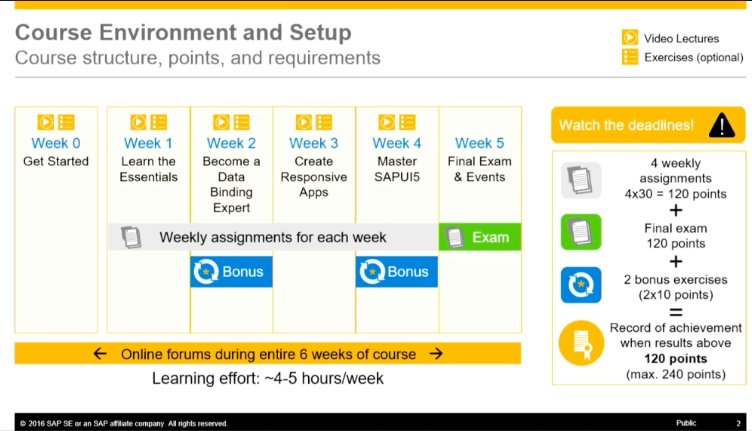 Course Environment and Setup
Course structure, points, and requirements
Video Lectures
Exercises (optional)
Week 0
Get Started
Week 1
Learn the
Essentials
Week 2
Become a
Data
Binding
Expert
Week 3
Create
Responsive
Apps
Week 4
Master
SAPUI5
Week 5
Final Exam
& Events
Weekly assignments for each week
Exam
Bonus
Bonus
← Online forums during entire 6 weeks of course →
Learning effort: ~4-5 hours/week
Watch the deadlines!
4 weekly
assignments
4x30 = 120 points
+
Final exam
120 points
+
2 bonus exercises
(2x10 points)
=
Record of achievement
when results above
120 points
(max. 240 points)
© 2016 SAP SE or an SAP affiliate company. All rights reserved.
Public
2